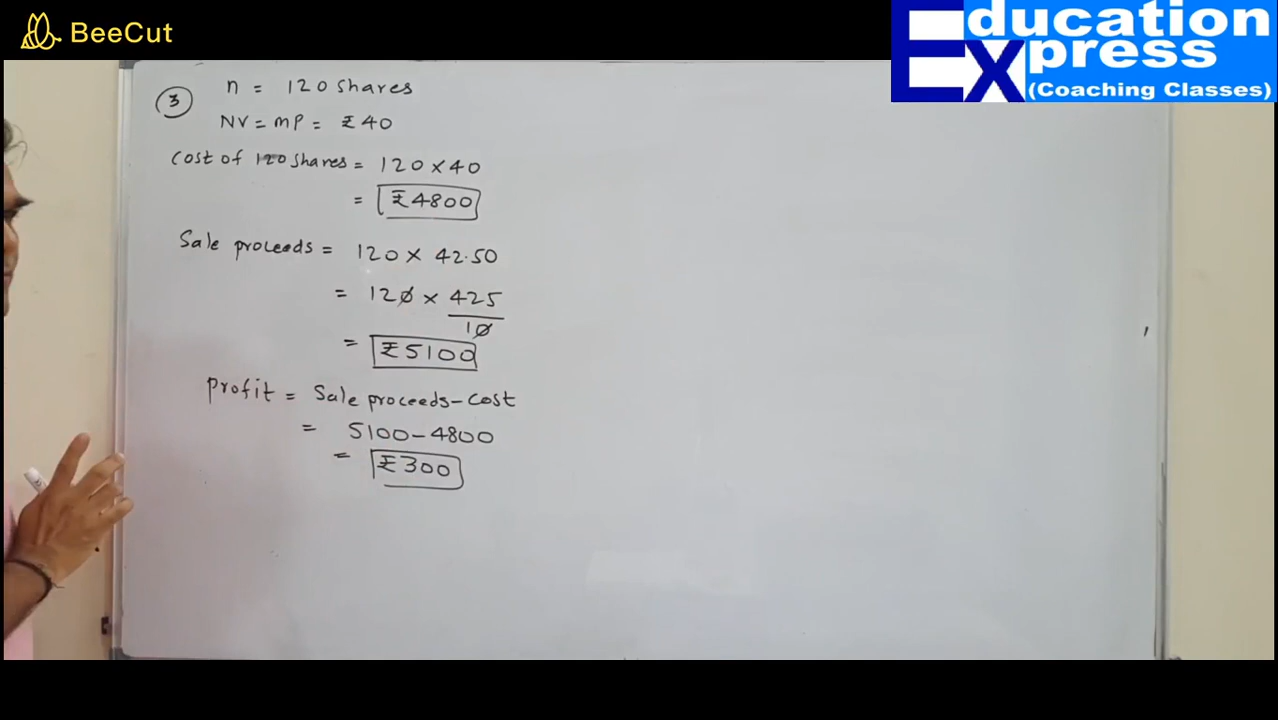 BeeCut
Education
Express
(Coaching Classes)
3
n = 120 shares
NV = MP = ₹40
Cost of 120 shares = 120 × 40
= ₹4800
Sale proceeds = 120 × 42.50
= 120 × 425
10
= ₹5100
Profit = Sale proceeds - cost
= 5100 - 4800
= ₹300